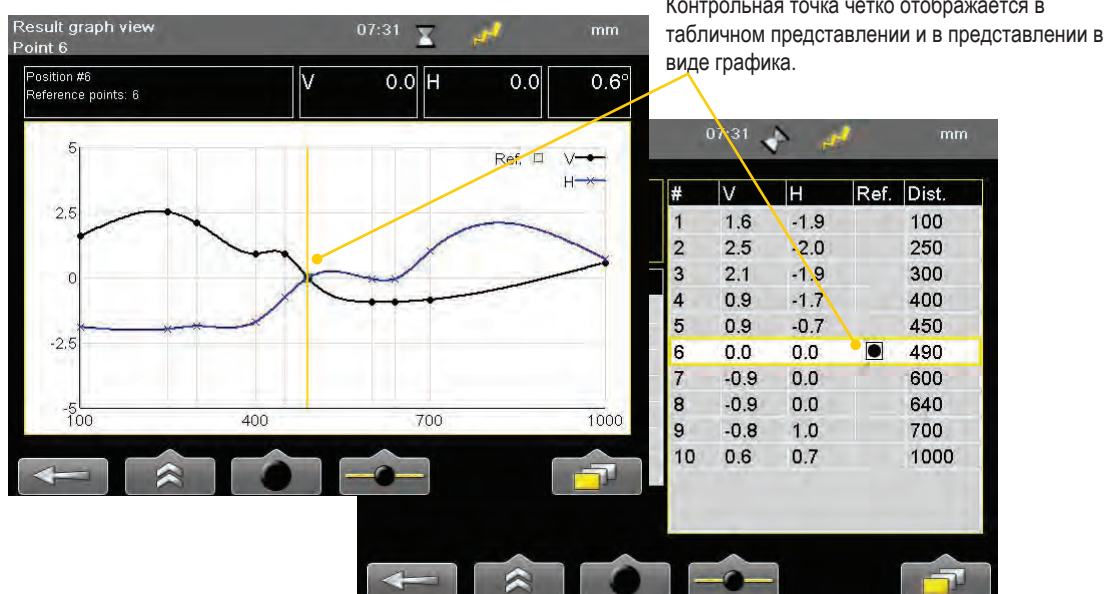 Контрольная точка четко отображается в
табличном представлении и в представлении в
виде графика.
Result graph view
07:31
mm
Point 6
Position #6
Reference points: 6
V 0.0 H 0.0 0.6°
Ref. V
H
5
2.5
0
-2.5
-5
100 400 700 1000
07:31 mm
# V H Ref. Dist.
1 1.6 -1.9 100
2 2.5 -2.0 250
3 2.1 -1.9 300
4 0.9 -1.7 400
5 0.9 -0.7 450
6 0.0 0.0 490
7 -0.9 0.0 600
8 -0.9 0.0 640
9 -0.8 1.0 700
10 0.6 0.7 1000